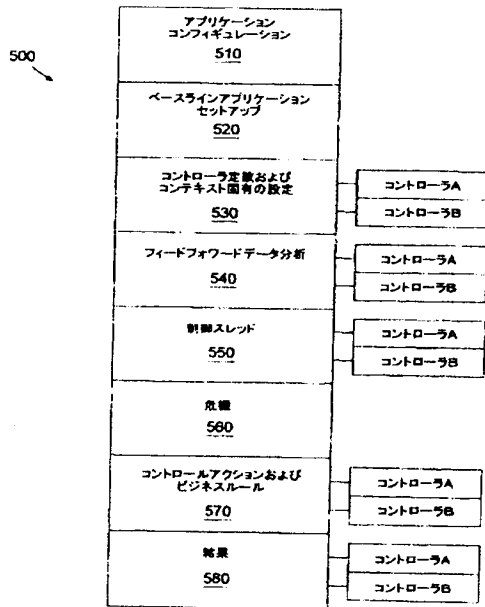 500
アプリケーション
コンフィギュレーション
510
ベースラインアプリケーション
セットアップ
520
コントローラ定数および
コンテキスト固有の設定
530
コントローラA
コントローラB
フィードフォワードデータ分析
540
コントローラA
コントローラB
制御スレッド
550
コントローラA
コントローラB
危機
560
コントロールアクションおよび
ビジネスルール
570
コントローラA
コントローラB
結果
580
コントローラA
コントローラB